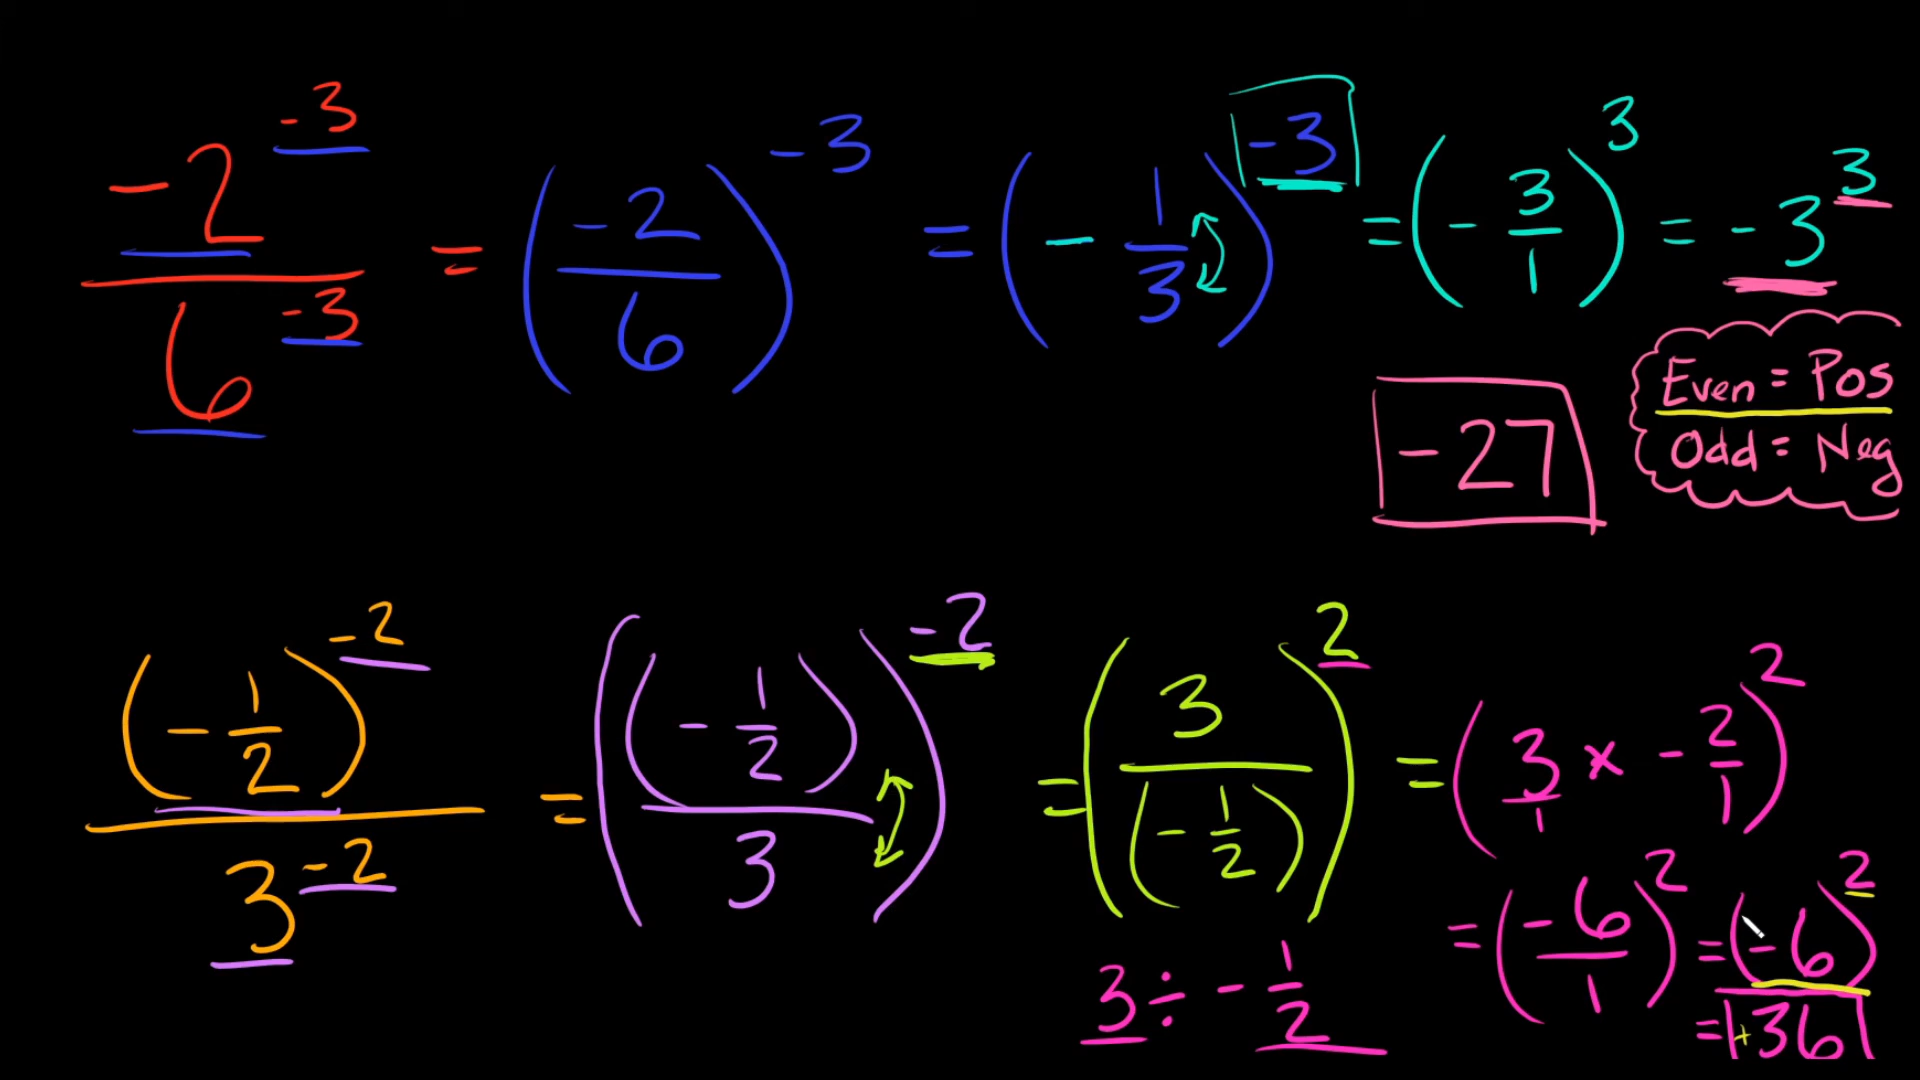 -2^-3 / 6^-3 = (-2/6)^-3 = (- 1/3)^-3 = (- 3/1)^3 = -3^3
Even = Pos
Odd = Neg
-27
(- 1/2)^-2 / 3^-2 = ((- 1/2) / 3)^-2 = (3 / (- 1/2))^2 = (3/1 x - 2/1)^2
= (-6/1)^2 = (-6)^2
3 ÷ - 1/2
= +36